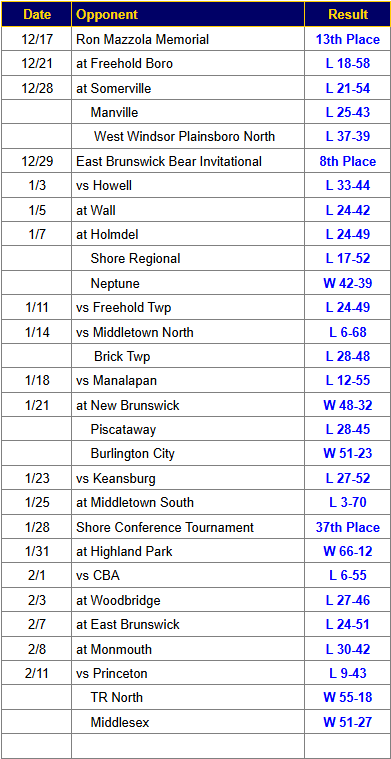 Date Opponent Result
12/17 Ron Mazzola Memorial 13th Place
12/21 at Freehold Boro L 18-58
12/28 at Somerville L 21-54
Manville L 25-43
West Windsor Plainsboro North L 37-39
12/29 East Brunswick Bear Invitational 8th Place
1/3 vs Howell L 33-44
1/5 at Wall L 24-42
1/7 at Holmdel L 24-49
Shore Regional L 17-52
Neptune W 42-39
1/11 vs Freehold Twp L 24-49
1/14 vs Middletown North L 6-68
Brick Twp L 28-48
1/18 vs Manalapan L 12-55
1/21 at New Brunswick W 48-32
Piscataway L 28-45
Burlington City W 51-23
1/23 vs Keansburg L 27-52
1/25 at Middletown South L 3-70
1/28 Shore Conference Tournament 37th Place
1/31 at Highland Park W 66-12
2/1 vs CBA L 6-55
2/3 at Woodbridge L 27-46
2/7 at East Brunswick L 24-51
2/8 at Monmouth L 30-42
2/11 vs Princeton L 9-43
TR North W 55-18
Middlesex W 51-27